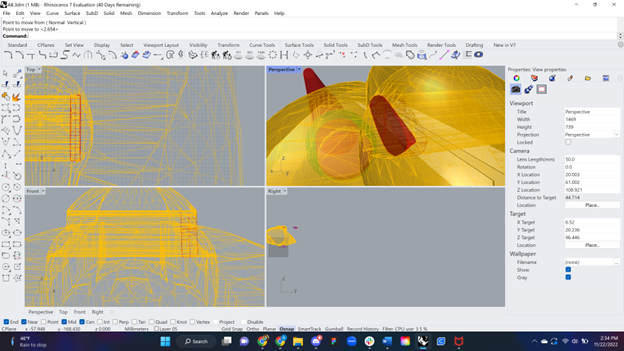 A8.3dm (1 MB) - Rhinoceros 7 Evaluation (40 Days Remaining)
File Edit View Curve Surface SubD Solid Mesh Dimension Transform Tools Analyze Render Panels Help
Point to move from ( Normal Vertical )
Point to move to <2.654>
Command:
Standard CPlanes Set View Display Select Viewport Layout Visibility Transform Curve Tools Surface Tools Solid Tools SubD Tools Mesh Tools Render Tools Drafting New in V7
Top
Perspective
Front
Right
Properties: View properties
Viewport
Title Perspective
Width 1469
Height 739
Projection Perspective
Locked
Camera
Lens Length(mm) 50.0
Rotation 0.0
X Location 20.003
Y Location 61.002
Z Location 108.921
Distance to Target 44.714
Location Place...
Target
X Target 6.52
Y Target 20.236
Z Target 96.446
Location Place...
Wallpaper
Filename (none)
Show
Gray
Perspective Top Front Right
End Near Point Mid Cen Int Perp Tan Quad Knot Vertex Project Disable
CPlane x -57.948 y -168.430 z 0.000 Millimeters Layer 05 Grid Snap Ortho Planar Osnap SmartTrack Gumball Record History Filter CPU use: 3.5 %
46°F
Rain to stop
Search
2:34 PM
11/22/2022